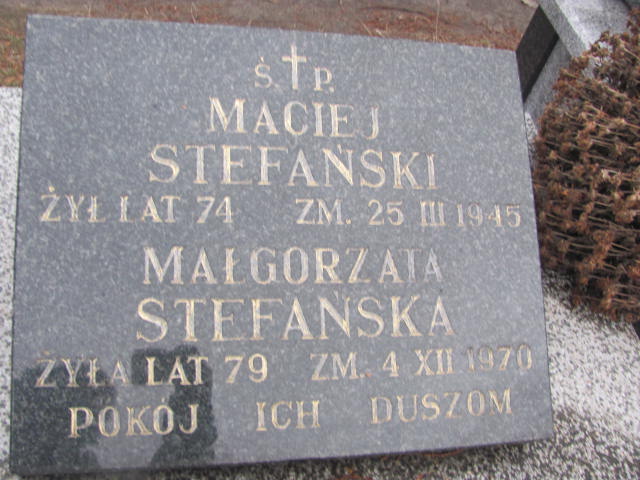 Ś. P.
MACIEJ
STEFAŃSKI
ŻYŁ LAT 74 ZM. 25 III 1945
MAŁGORZATA
STEFAŃSKA
ŻYŁA LAT 79 ZM. 4 XII 1970
POKÓJ ICH DUSZOM